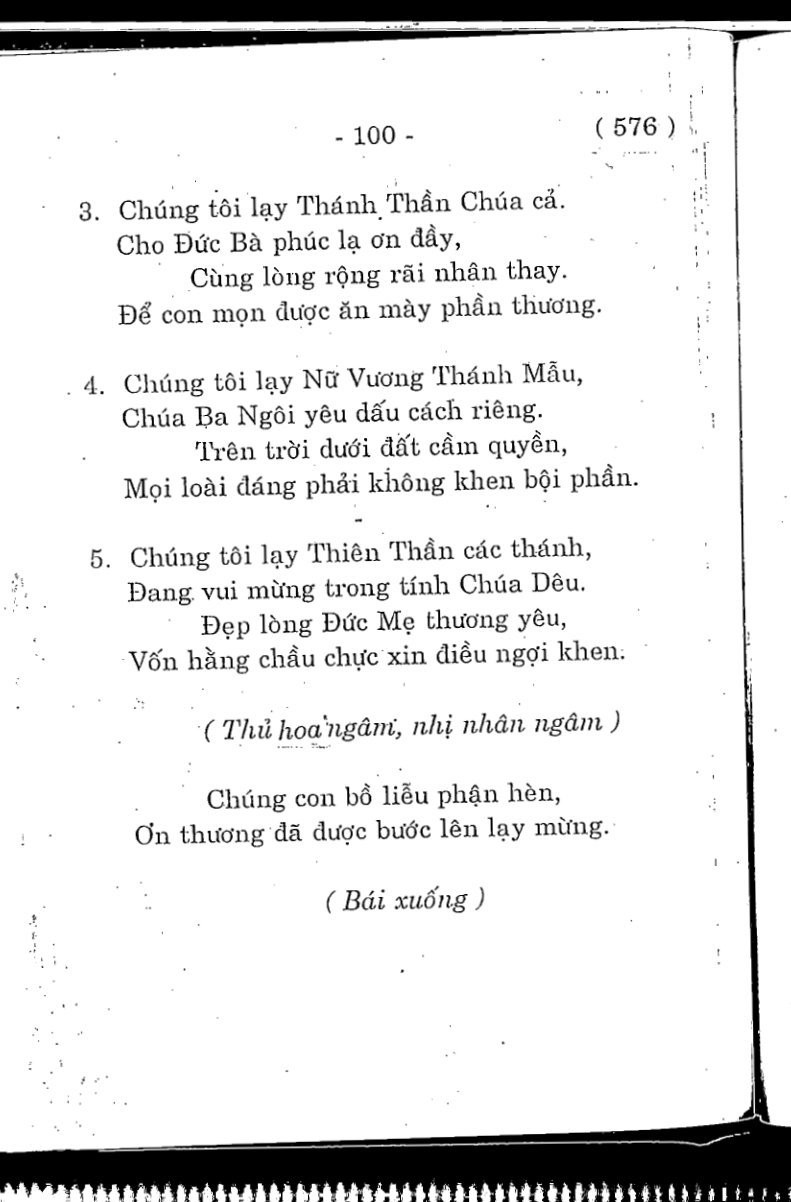 - 100 -
( 576 )
3. Chúng tôi lạy Thánh Thần Chúa cả.
Cho Đức Bà phúc lạ ơn đầy,
Cùng lòng rộng rãi nhân thay.
Để con mọn được ăn mày phần thương.
4. Chúng tôi lạy Nữ Vương Thánh Mẫu,
Chúa Ba Ngôi yêu dấu cách riêng.
Trên trời dưới đất cầm quyền,
Mọi loài đáng phải không khen bội phần.
5. Chúng tôi lạy Thiên Thần các thánh,
Đang vui mừng trong tính Chúa Dêu.
Đẹp lòng Đức Mẹ thương yêu,
Vốn hằng chầu chực xin điều ngợi khen.
( Thủ hoa ngâm, nhị nhân ngâm )
Chúng con bồ liễu phận hèn,
Ơn thương đã được bước lên lạy mừng.
( Bái xuống )